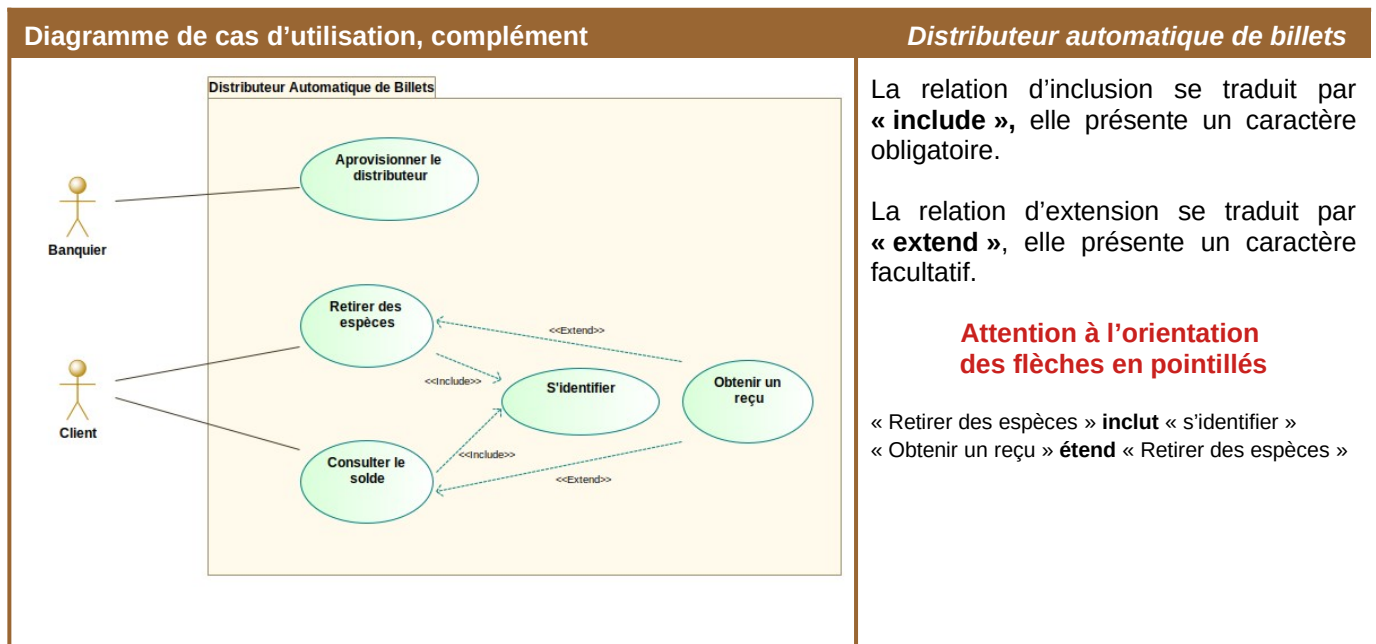 Diagramme de cas d’utilisation, complément
Distributeur automatique de billets
Distributeur Automatique de Billets
Aprovisionner le
distributeur
Banquier
Retirer des
espèces
<<Extend>>
<<Include>>
S'identifier
Obtenir un
reçu
Client
Consulter le
solde
<<Include>>
<<Extend>>
La relation d’inclusion se traduit par
« include », elle présente un caractère
obligatoire.
La relation d’extension se traduit par
« extend », elle présente un caractère
facultatif.
Attention à l’orientation
des flèches en pointillés
« Retirer des espèces » inclut « s’identifier »
« Obtenir un reçu » étend « Retirer des espèces »